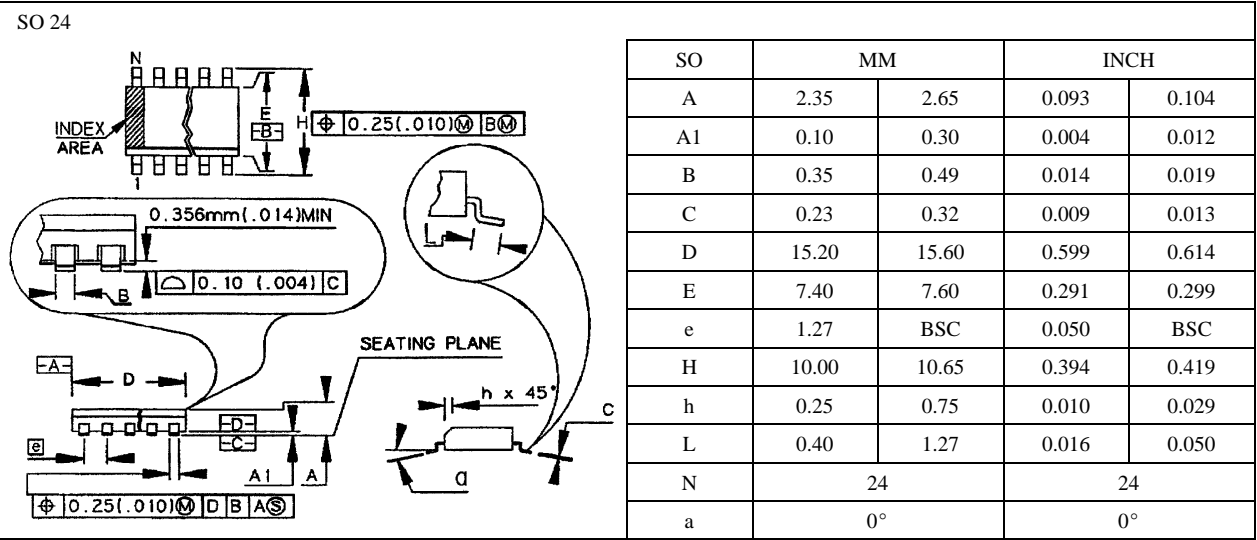 SO 24
N
INDEX
AREA
1
E
-B-
H
⌖ 0.25(.010)Ⓜ BⓂ
0.356mm(.014)MIN
B
⌓ 0.10 (.004) C
L
SEATING PLANE
-A-
D
h x 45°
C
-D-
-C-
e
A1
A
a
⌖ 0.25(.010)Ⓜ D B AⓈ
SO MM INCH
A 2.35 2.65 0.093 0.104
A1 0.10 0.30 0.004 0.012
B 0.35 0.49 0.014 0.019
C 0.23 0.32 0.009 0.013
D 15.20 15.60 0.599 0.614
E 7.40 7.60 0.291 0.299
e 1.27 BSC 0.050 BSC
H 10.00 10.65 0.394 0.419
h 0.25 0.75 0.010 0.029
L 0.40 1.27 0.016 0.050
N 24 24
a 0° 0°